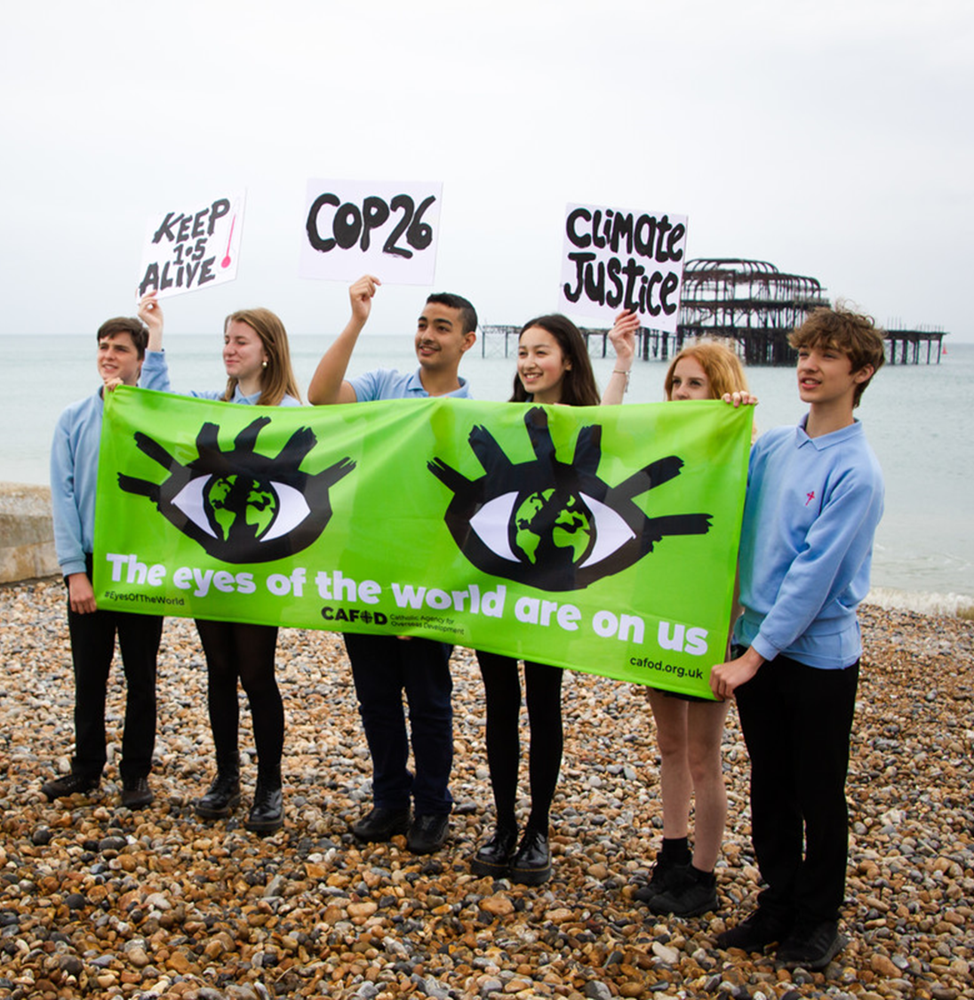 KEEP
1.5
ALIVE
COP26
CLiMAte
JUSTiCE
The eyes of the world are on us
#EyesOfTheWorld
CAFOD
Catholic Agency for
Overseas Development
cafod.org.uk